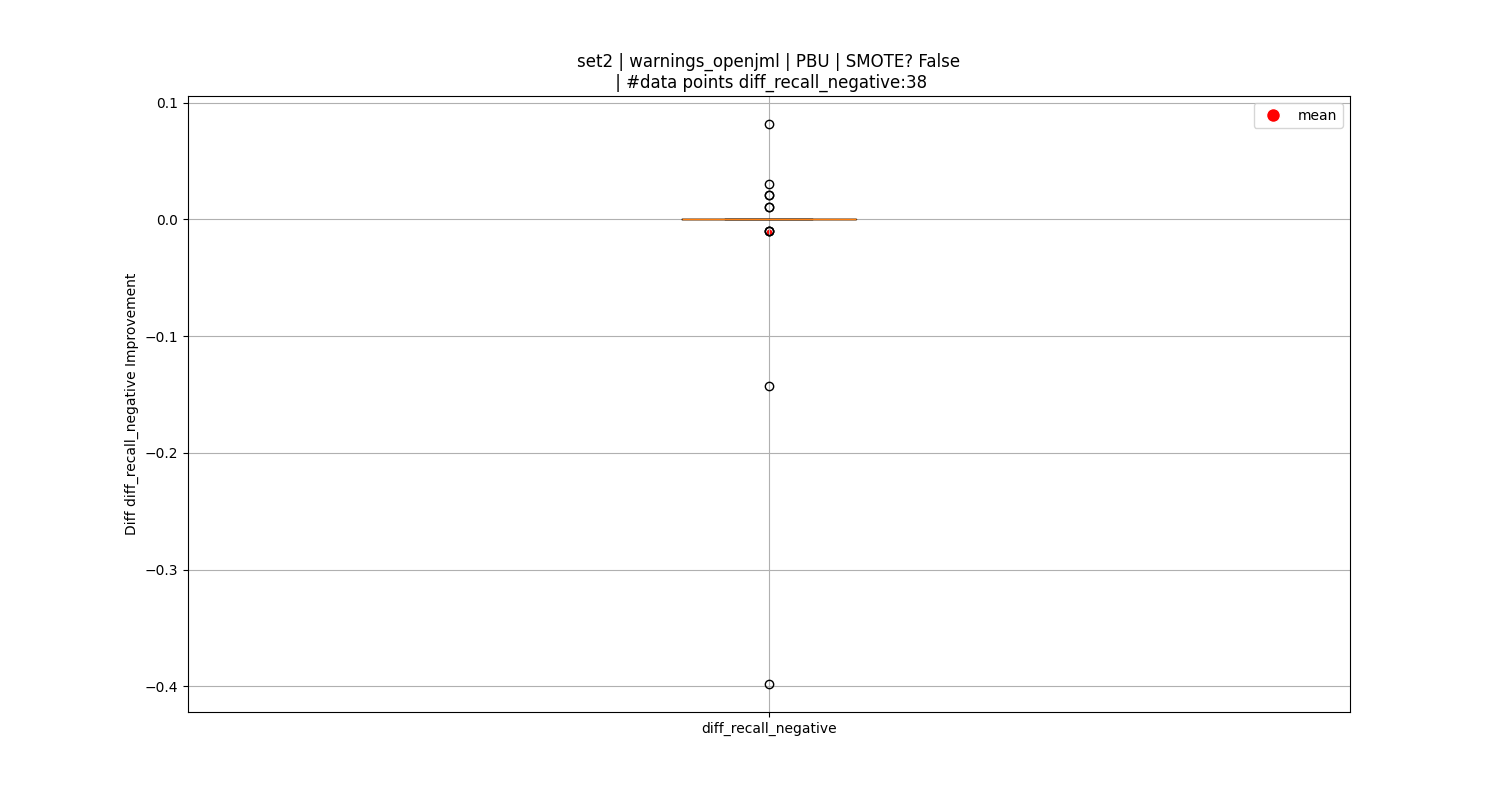 set2 | warnings_openjml | PBU | SMOTE? False
| #data points diff_recall_negative:38
mean
0.1
0.0
−0.1
−0.2
−0.3
−0.4
Diff diff_recall_negative Improvement
diff_recall_negative